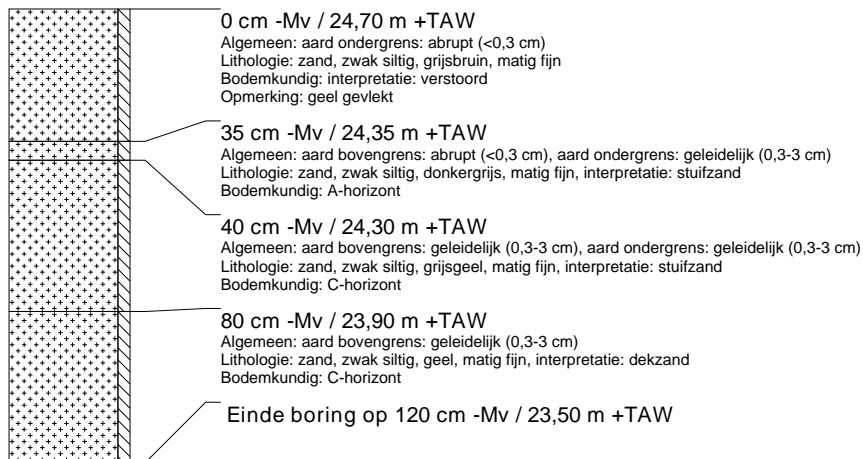 0 cm -Mv / 24,70 m +TAW
Algemeen: aard ondergrens: abrupt (<0,3 cm)
Lithologie: zand, zwak siltig, grijsbruin, matig fijn
Bodemkundig: interpretatie: verstoord
Opmerking: geel gevlekt
35 cm -Mv / 24,35 m +TAW
Algemeen: aard bovengrens: abrupt (<0,3 cm), aard ondergrens: geleidelijk (0,3-3 cm)
Lithologie: zand, zwak siltig, donkergrijs, matig fijn, interpretatie: stuifzand
Bodemkundig: A-horizont
40 cm -Mv / 24,30 m +TAW
Algemeen: aard bovengrens: geleidelijk (0,3-3 cm), aard ondergrens: geleidelijk (0,3-3 cm)
Lithologie: zand, zwak siltig, grijsgeel, matig fijn, interpretatie: stuifzand
Bodemkundig: C-horizont
80 cm -Mv / 23,90 m +TAW
Algemeen: aard bovengrens: geleidelijk (0,3-3 cm)
Lithologie: zand, zwak siltig, geel, matig fijn, interpretatie: dekzand
Bodemkundig: C-horizont
Einde boring op 120 cm -Mv / 23,50 m +TAW